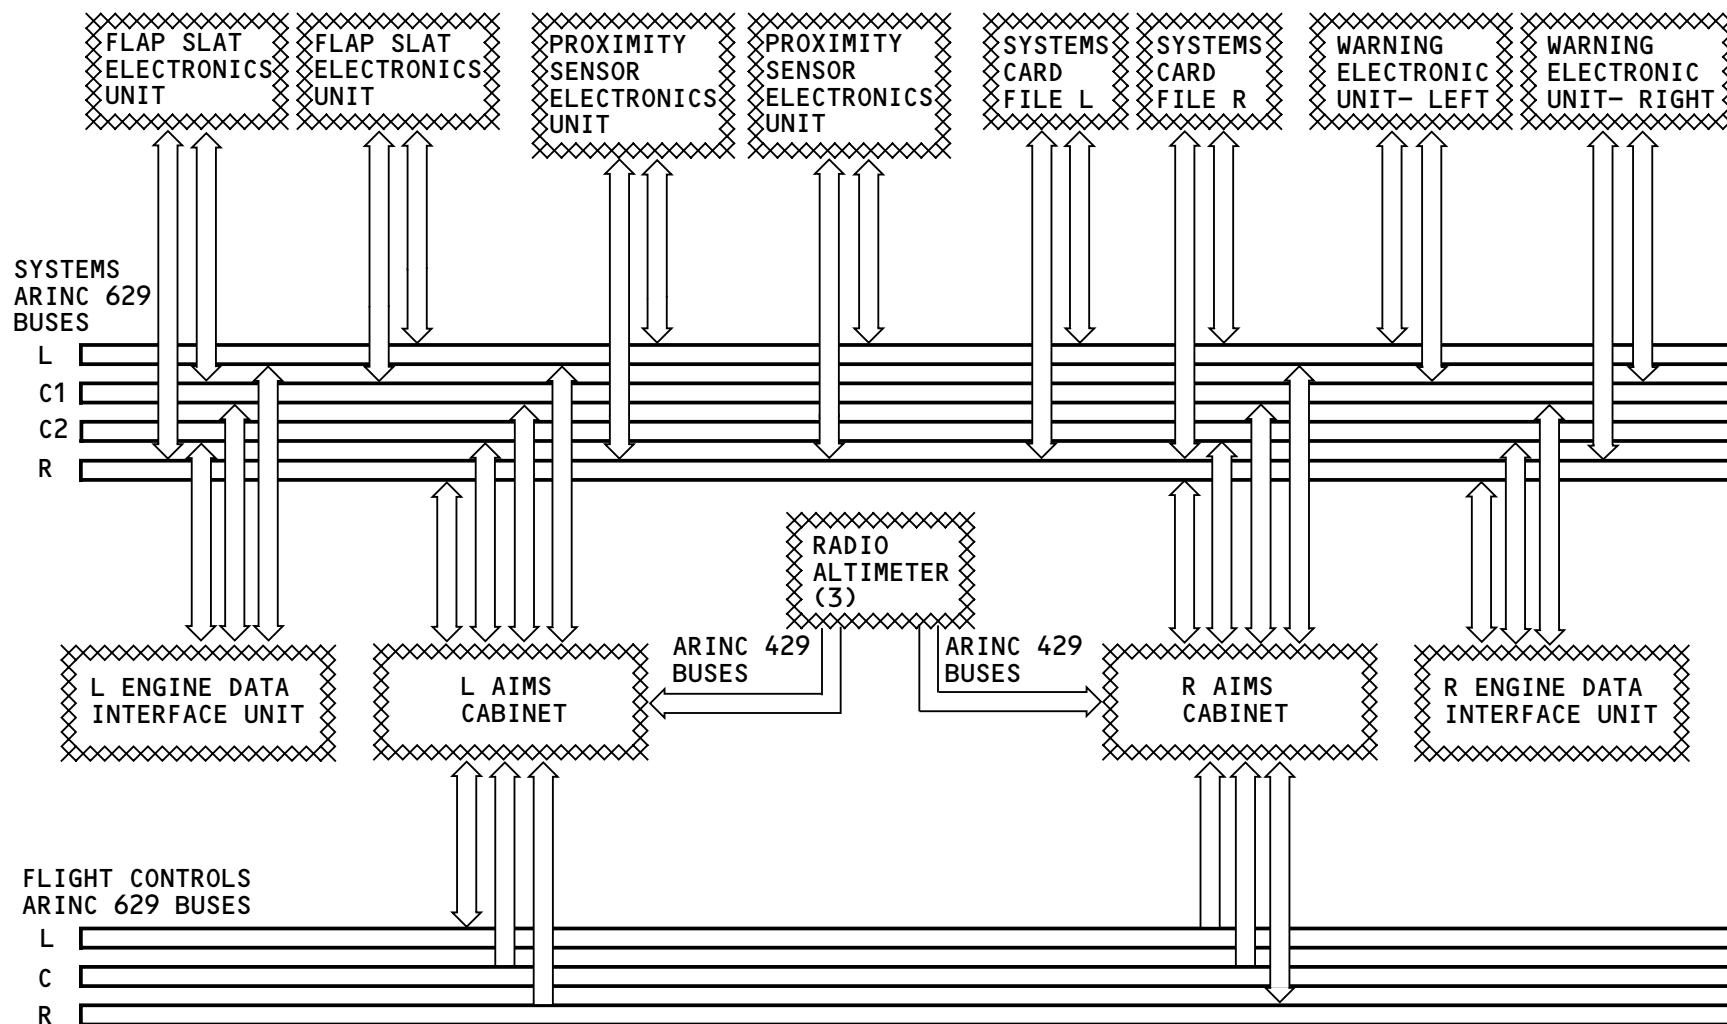 FLAP SLAT
ELECTRONICS
UNIT
FLAP SLAT
ELECTRONICS
UNIT
PROXIMITY
SENSOR
ELECTRONICS
UNIT
PROXIMITY
SENSOR
ELECTRONICS
UNIT
SYSTEMS
CARD
FILE L
SYSTEMS
CARD
FILE R
WARNING
ELECTRONIC
UNIT– LEFT
WARNING
ELECTRONIC
UNIT– RIGHT
SYSTEMS
ARINC 629
BUSES
L
C1
C2
R
RADIO
ALTIMETER
(3)
ARINC 429
BUSES
ARINC 429
BUSES
L ENGINE DATA
INTERFACE UNIT
L AIMS
CABINET
R AIMS
CABINET
R ENGINE DATA
INTERFACE UNIT
FLIGHT CONTROLS
ARINC 629 BUSES
L
C
R